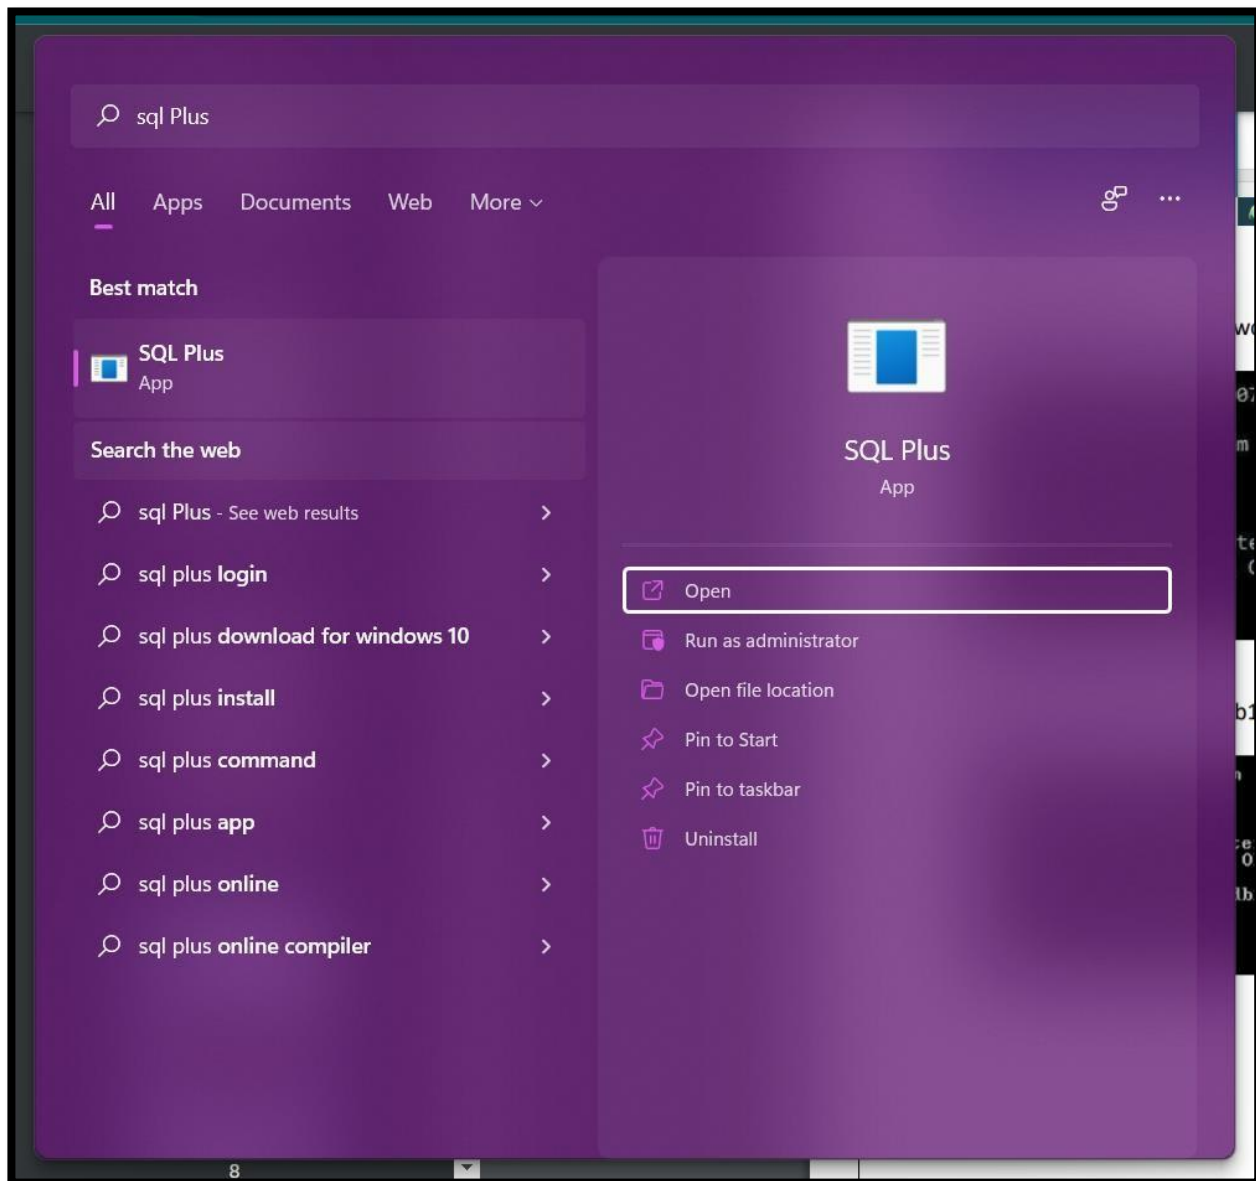 sql Plus
All Apps Documents Web More
Best match
SQL Plus
App
Search the web
sql Plus - See web results
sql plus login
sql plus download for windows 10
sql plus install
sql plus command
sql plus app
sql plus online
sql plus online compiler
SQL Plus
App
Open
Run as administrator
Open file location
Pin to Start
Pin to taskbar
Uninstall
8